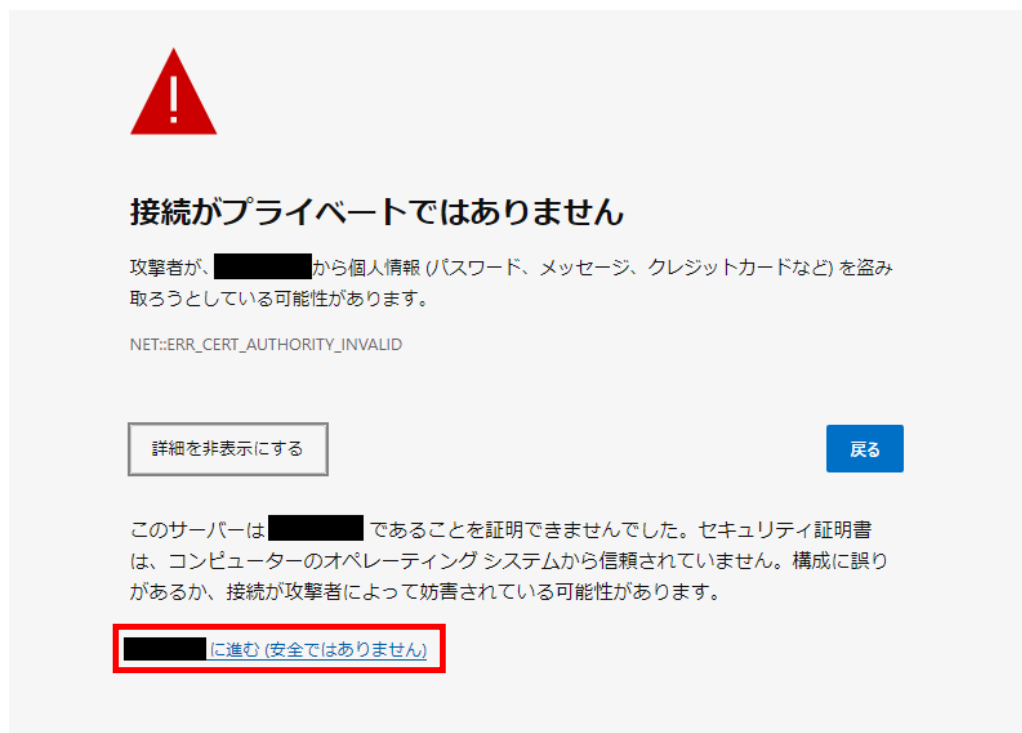 接続がプライベートではありません
攻撃者が、から個人情報 (パスワード、メッセージ、クレジットカードなど) を盗み
取ろうとしている可能性があります。
NET::ERR_CERT_AUTHORITY_INVALID
詳細を非表示にする
戻る
このサーバーは であることを証明できませんでした。セキュリティ証明書
は、コンピューターのオペレーティング システムから信頼されていません。構成に誤り
があるか、接続が攻撃者によって妨害されている可能性があります。
に進む (安全ではありません)